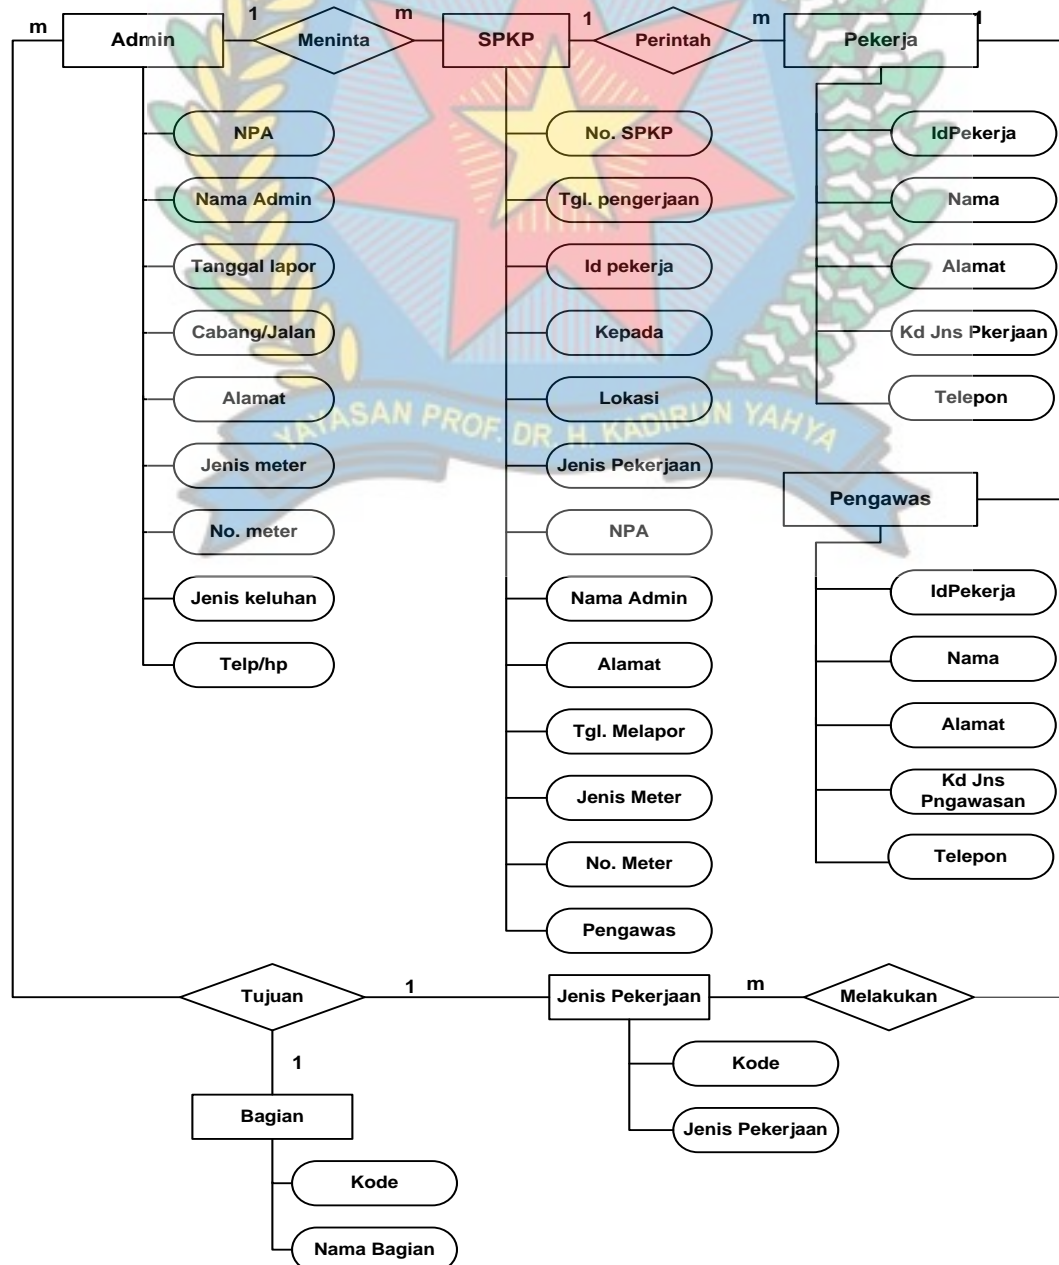 m
Admin
1
Meninta
m
SPKP
1
Perintah
m
Pekerja
1
NPA
Nama Admin
Tanggal lapor
Cabang/Jalan
Alamat
Jenis meter
No. meter
Jenis keluhan
Telp/hp
No. SPKP
Tgl. pengerjaan
Id pekerja
Kepada
Lokasi
Jenis Pekerjaan
NPA
Nama Admin
Alamat
Tgl. Melapor
Jenis Meter
No. Meter
Pengawas
IdPekerja
Nama
Alamat
Kd Jns Pkerjaan
Telepon
YAYASAN PROF. DR. H. KADIRUN YAHYA
Pengawas
IdPekerja
Nama
Alamat
Kd Jns
Pngawasan
Telepon
Tujuan
1
Jenis Pekerjaan
m
Melakukan
Kode
Jenis Pekerjaan
1
Bagian
Kode
Nama Bagian